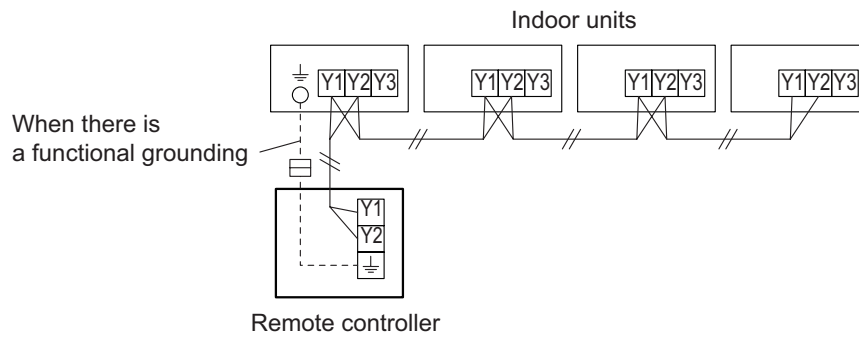 Indoor units
Y1 Y2 Y3 Y1 Y2 Y3 Y1 Y2 Y3 Y1 Y2 Y3
When there is
a functional grounding
Y1
Y2
Remote controller